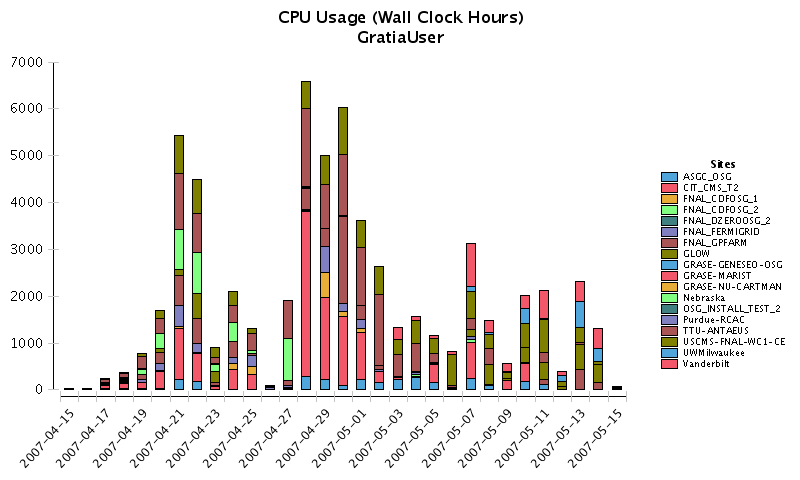 CPU Usage (Wall Clock Hours)
GratiaUser
7000
6000
5000
4000
3000
2000
1000
0
2007-04-15
2007-04-17
2007-04-19
2007-04-21
2007-04-23
2007-04-25
2007-04-27
2007-04-29
2007-05-01
2007-05-03
2007-05-05
2007-05-07
2007-05-09
2007-05-11
2007-05-13
2007-05-15
Sites
ASGC_OSG
CIT_CMS_T2
FNAL_CDFOSG_1
FNAL_CDFOSG_2
FNAL_DZEROOSG_2
FNAL_FERMIGRID
FNAL_GPFARM
GLOW
GRASE-GENESEO-OSG
GRASE-MARIST
GRASE-NU-CARTMAN
Nebraska
OSG_INSTALL_TEST_2
Purdue-RCAC
TTU-ANTAEUS
USCMS-FNAL-WC1-CE
UWMilwaukee
Vanderbilt